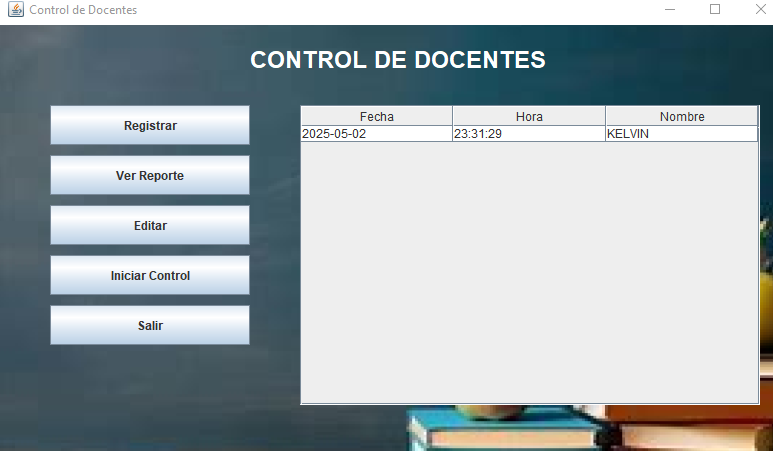 Control de Docentes
CONTROL DE DOCENTES
Registrar
Ver Reporte
Editar
Iniciar Control
Salir
Fecha Hora Nombre
2025-05-02 23:31:29 KELVIN